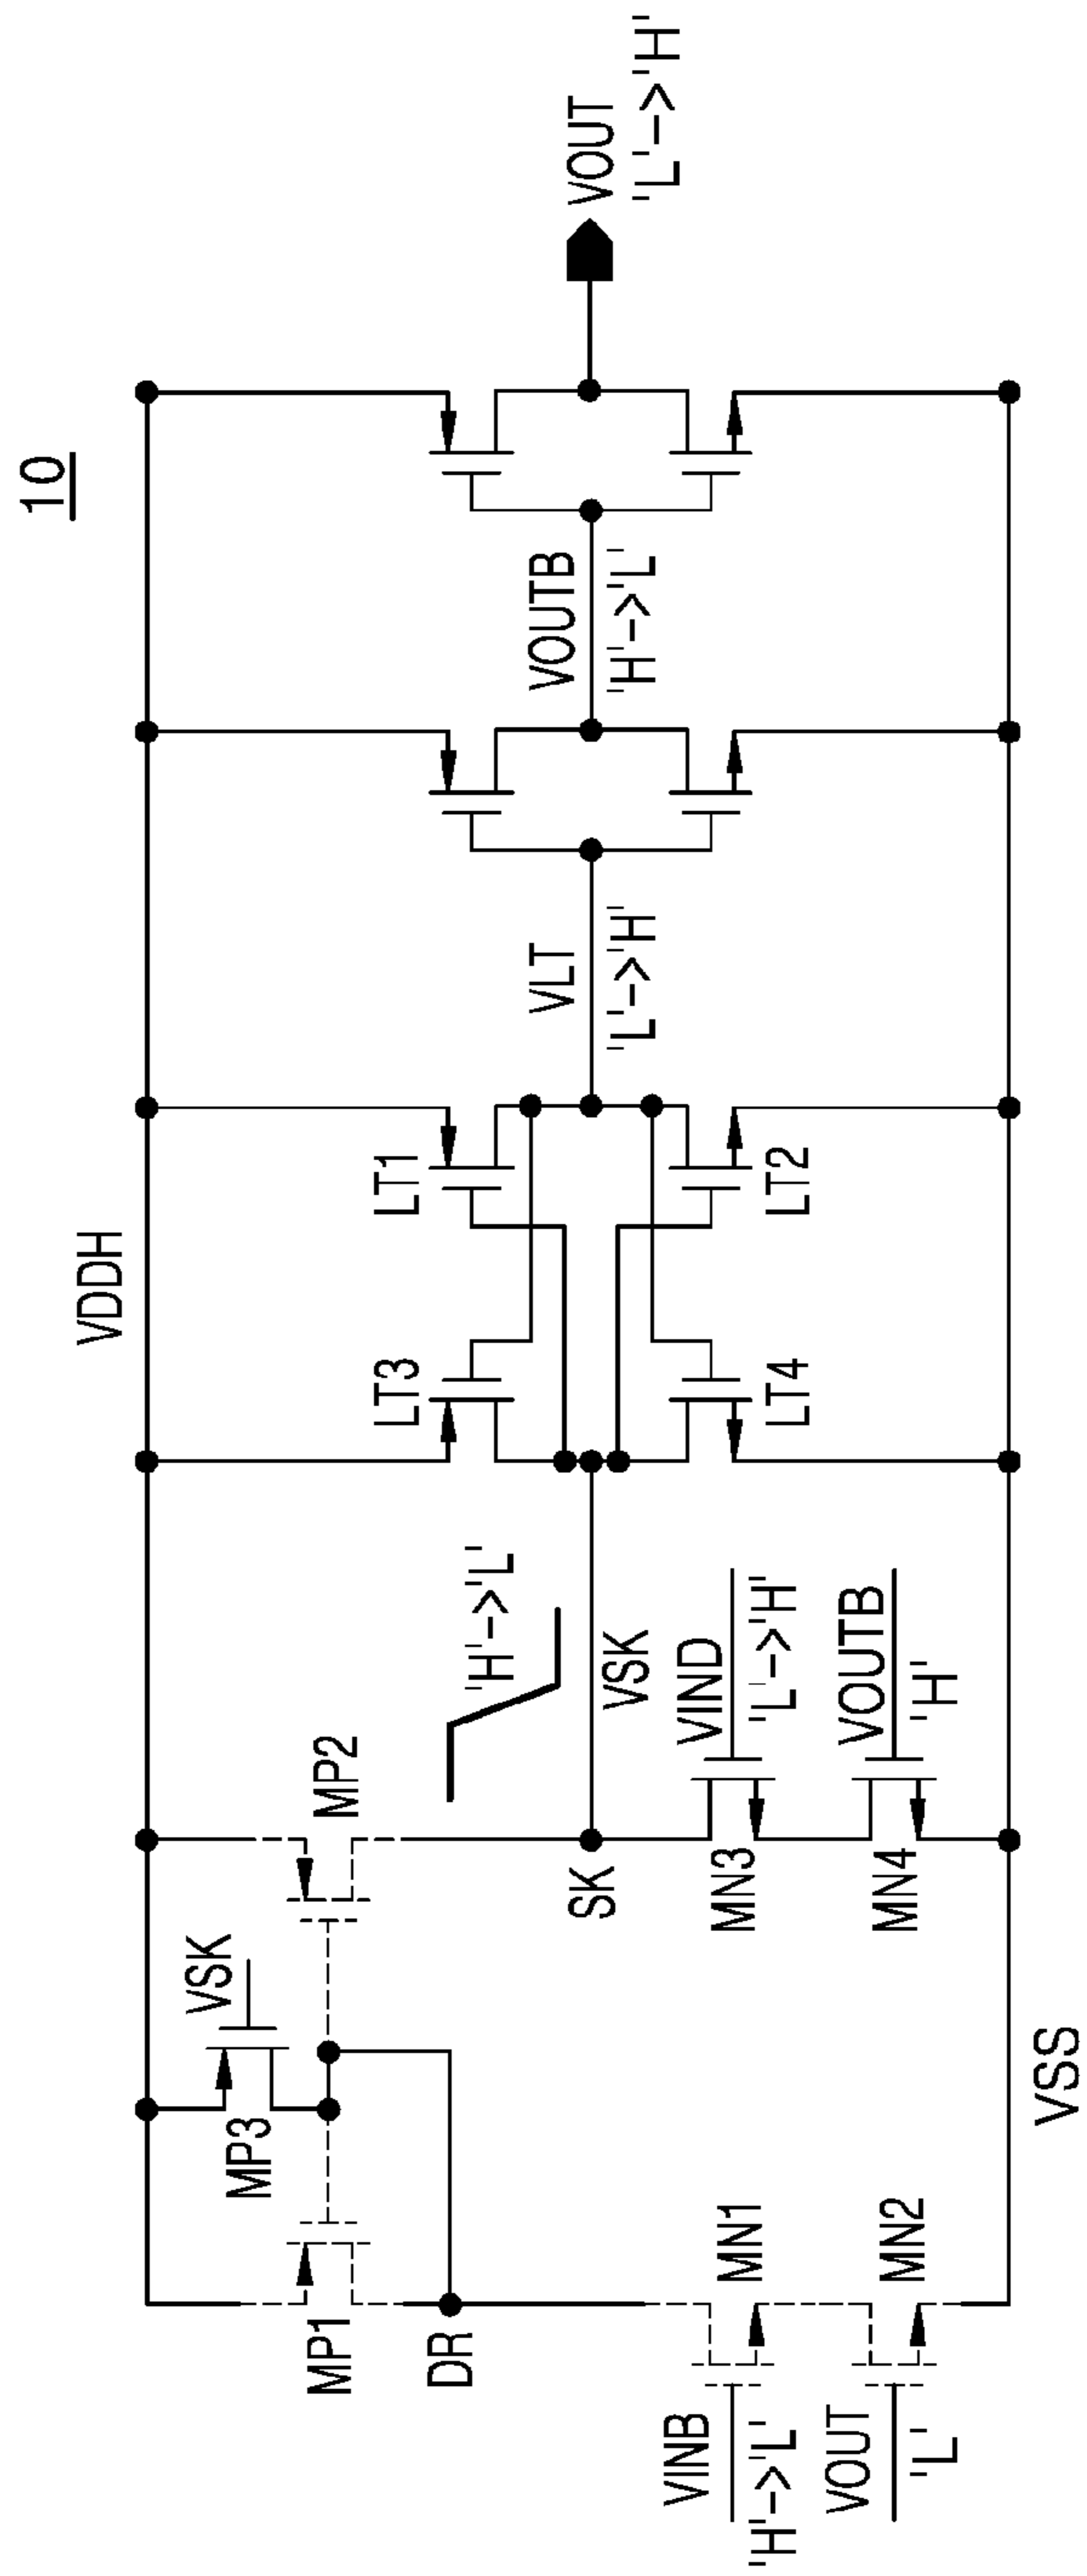 10
VDDH
MP1
MP3
VSK
MP2
DR
VINB
'H'->'L'
MN1
VOUT
'L'
MN2
SK
'H'->'L'
VSK
MN3
VIND
'L'->'H'
MN4
VOUTB
'H'
LT3
LT1
LT4
LT2
VLT
'L'->'H'
VOUTB
'H'->'L'
VOUT
'L'->'H'
VSS